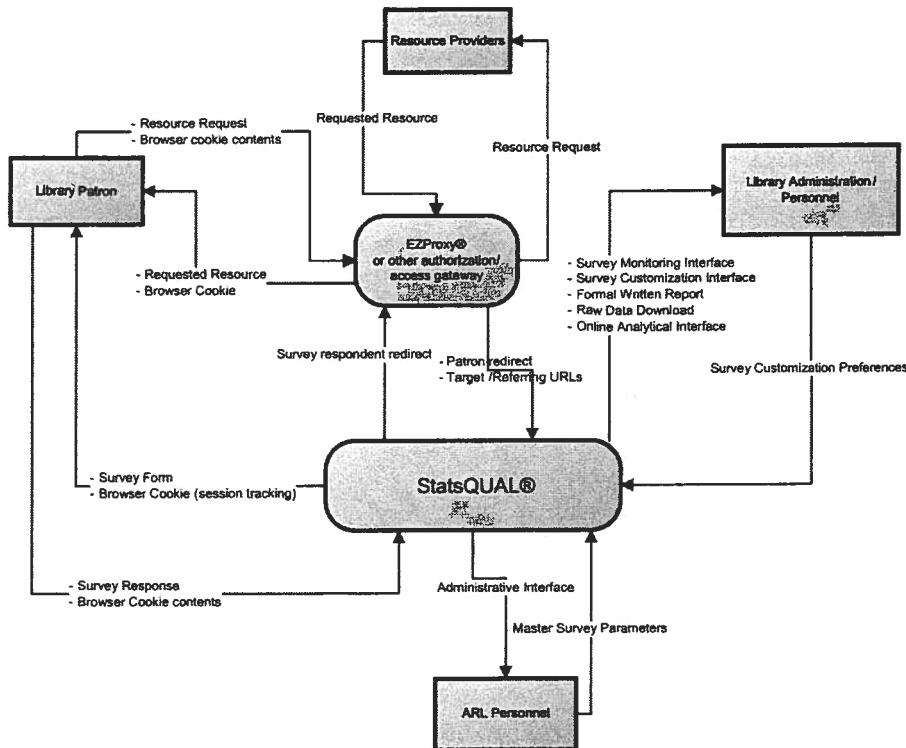 Resource Providers
Requested Resource
- Resource Request
- Browser cookie contents
Resource Request
Library Patron
Library Administration /
Personnel
EZProxy®
or other authorization/
access gateway
- Requested Resource
- Browser Cookie
- Survey Monitoring Interface
- Survey Customization Interface
- Formal Written Report
- Raw Data Download
- Online Analytical Interface
Survey respondent redirect
- Patron redirect
- Target /Referring URLs
Survey Customization Preferences
- Survey Form
- Browser Cookie (session tracking)
StatsQUAL®
- Survey Response
- Browser Cookie contents
Administrative Interface
Master Survey Parameters
ARL Personnel